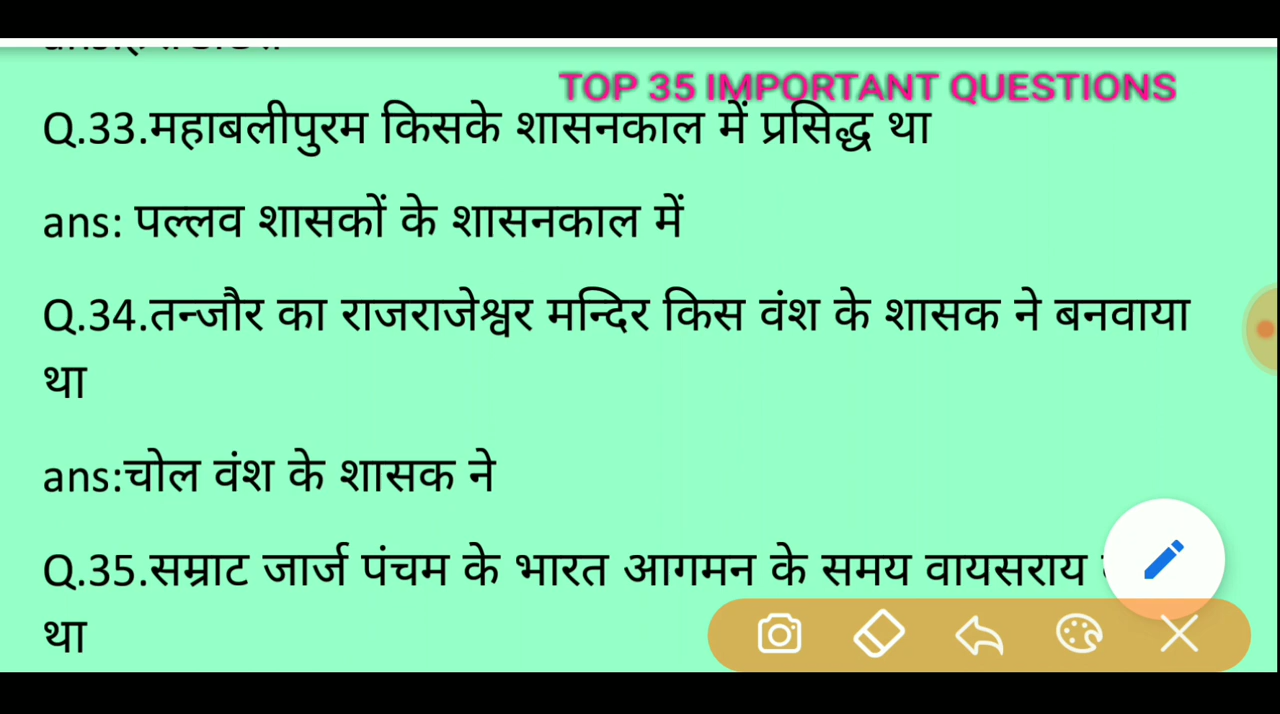 TOP 35 IMPORTANT QUESTIONS
Q.33.महाबलीपुरम किसके शासनकाल में प्रसिद्ध था
ans: पल्लव शासकों के शासनकाल में
Q.34.तन्जौर का राजराजेश्वर मन्दिर किस वंश के शासक ने बनवाया
था
ans:चोल वंश के शासक ने
Q.35.सम्राट जार्ज पंचम के भारत आगमन के समय वायसराय
था